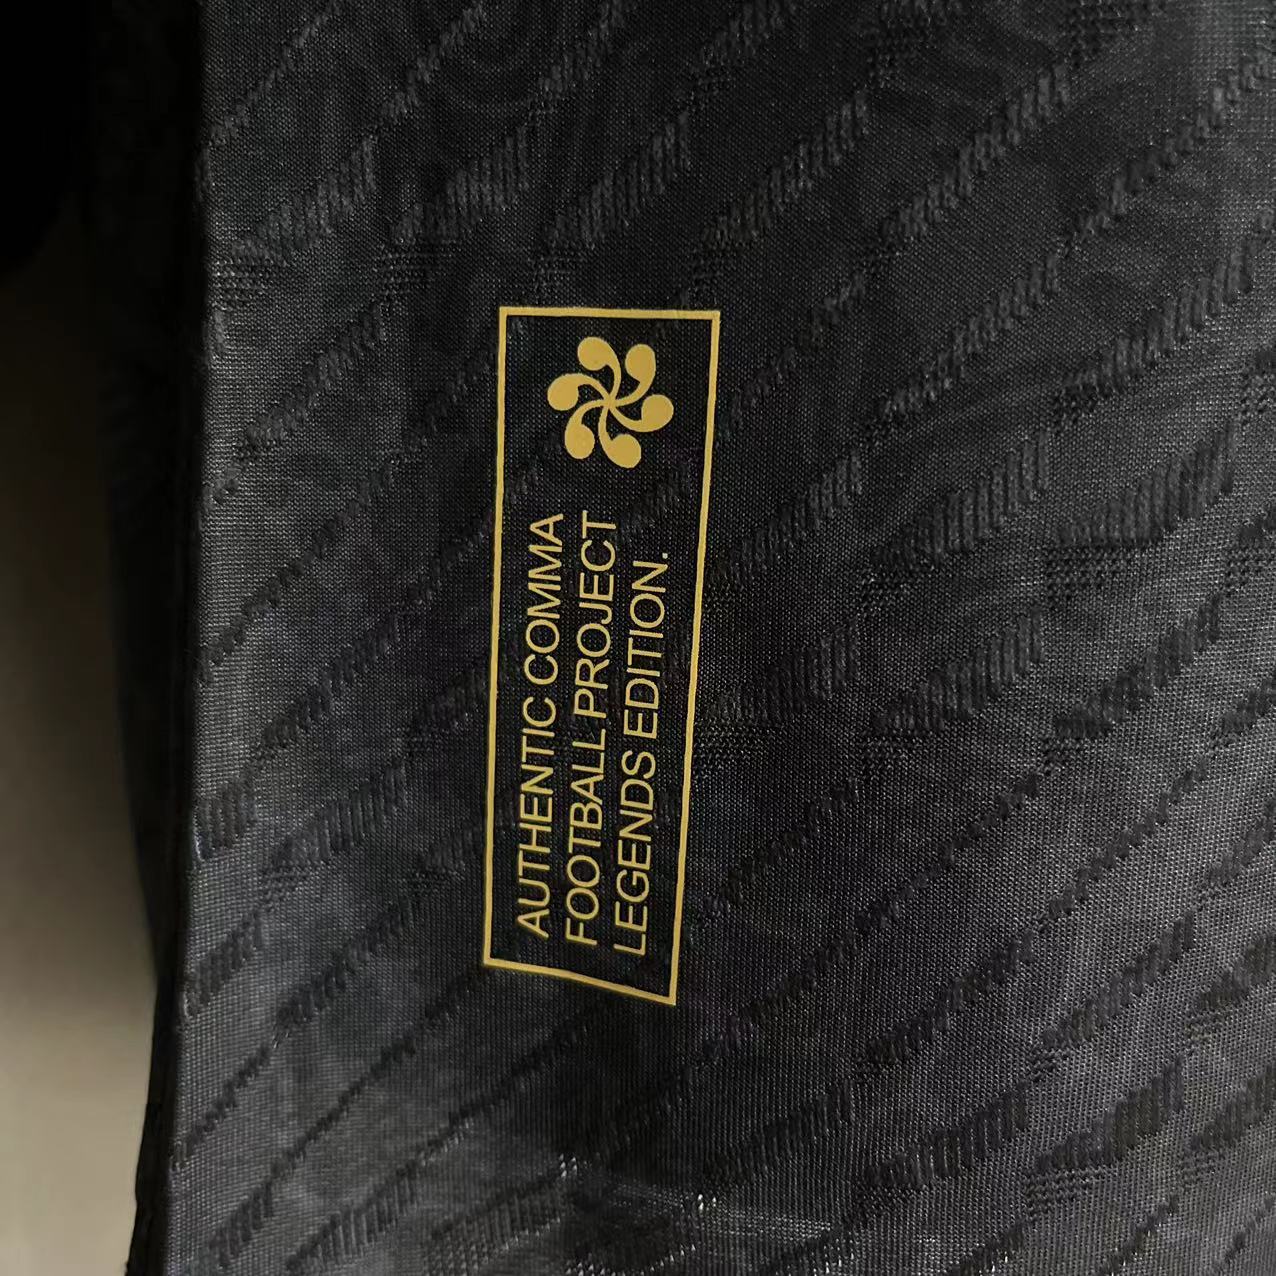 AUTHENTIC COMMA
FOOTBALL PROJECT
LEGENDS EDITION.